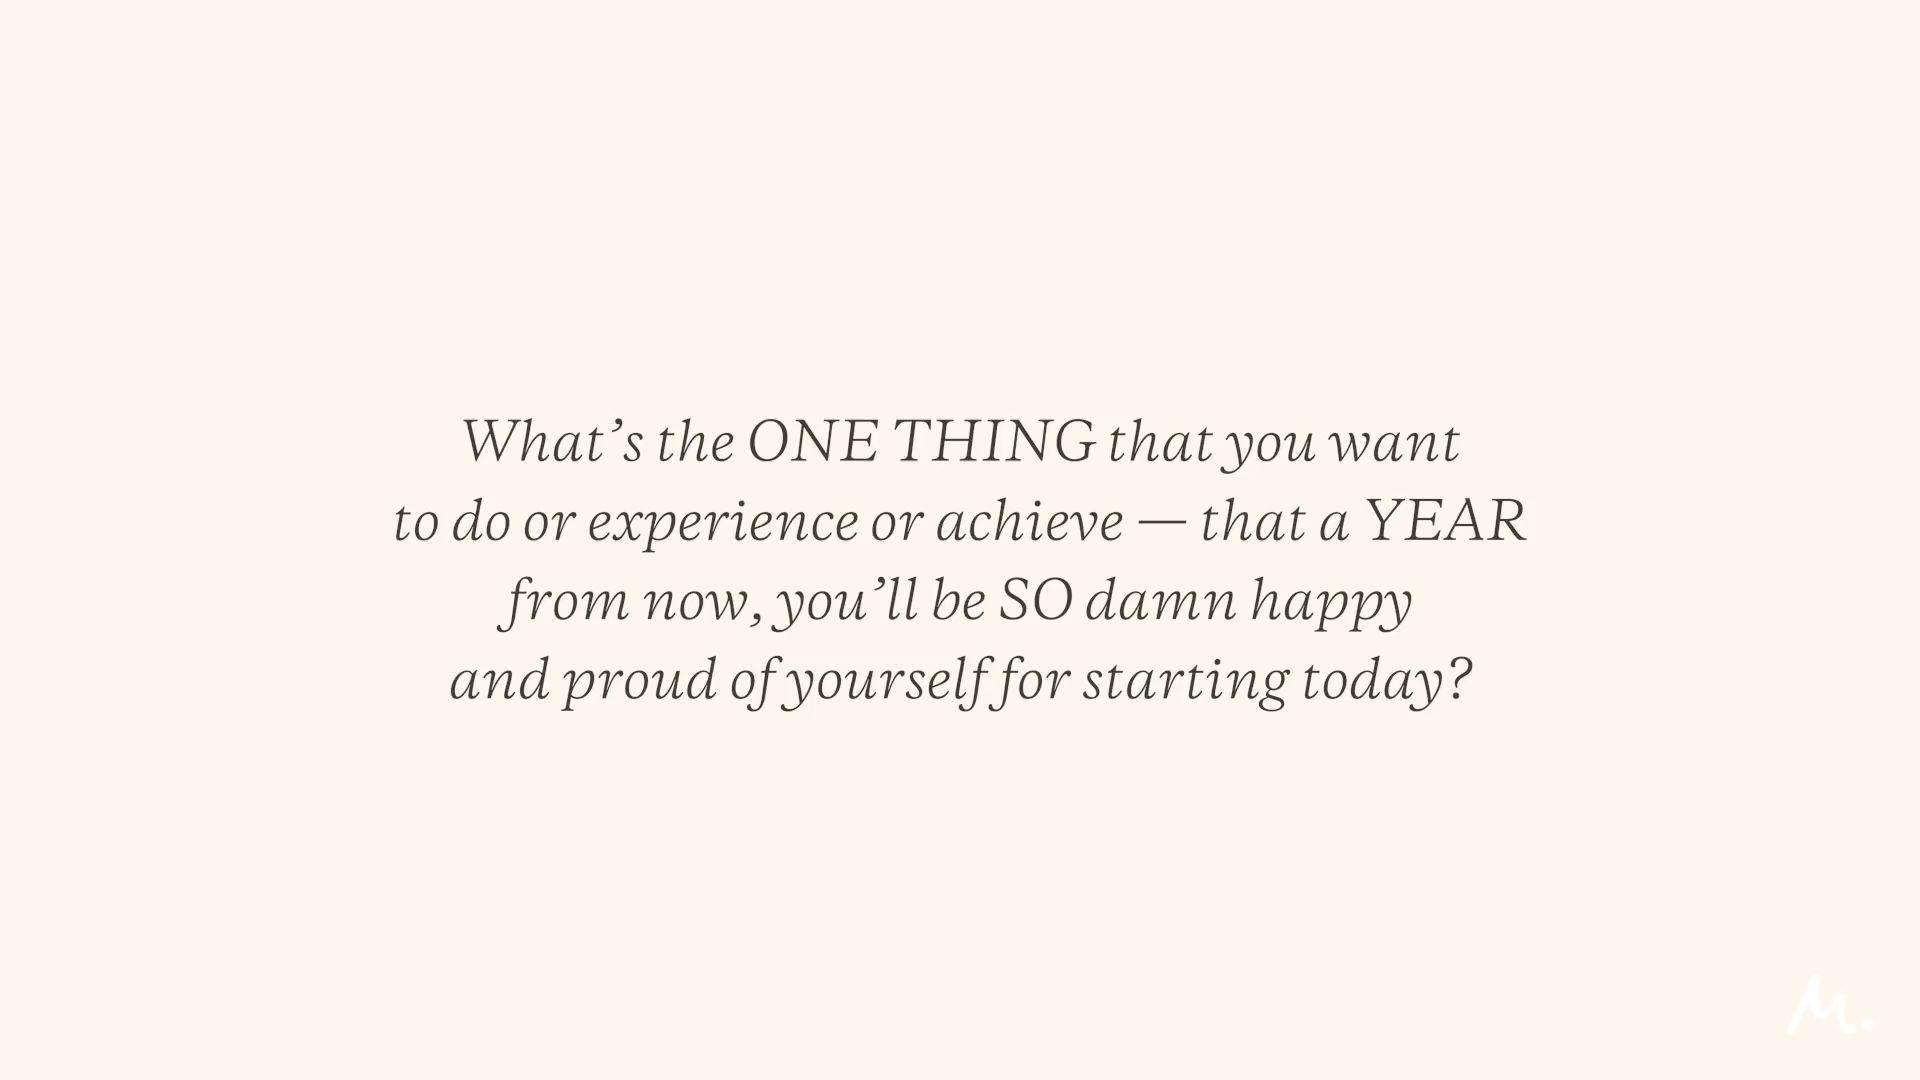 What’s the ONE THING that you want
to do or experience or achieve — that a YEAR
from now, you’ll be SO damn happy
and proud of yourself for starting today?
M.